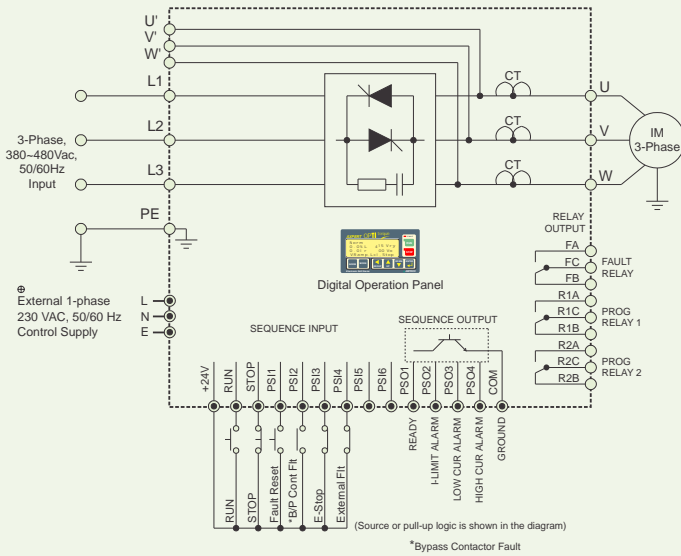 U'
V'
W'
L1
L2
L3
PE
3-Phase,
380~480Vac,
50/60Hz
Input
CT
CT
CT
U
V
W
IM
3-Phase
Digital Operation Panel
RELAY
OUTPUT
FA
FC
FB
R1A
R1C
R1B
R2A
R2C
R2B
FAULT
RELAY
PROG
RELAY 1
PROG
RELAY 2
External 1-phase
230 VAC, 50/60 Hz
Control Supply
L
N
E
SEQUENCE INPUT
SEQUENCE OUTPUT
+24V
RUN
STOP
PSI1
PSI2
PSI3
PSI4
PSI5
PSI6
PSO1
PSO2
PSO3
PSO4
COM
READY
I-LIMIT ALARM
LOW CUR ALARM
HIGH CUR ALARM
GROUND
RUN
STOP
Fault Reset
*B/P Cont Flt
E-Stop
External Flt
(Source or pull-up logic is shown in the diagram)
*Bypass Contactor Fault